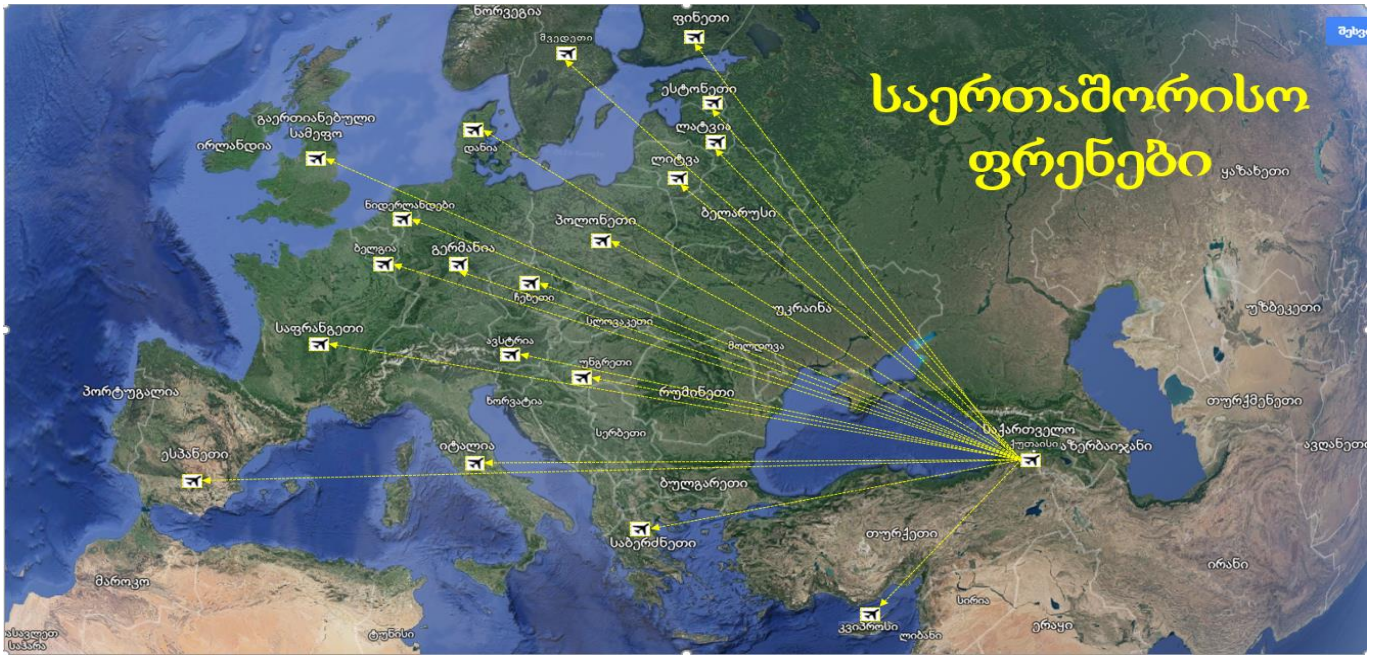 ნორვეგია
ფინეთი
შვედეთი
საერთაშორისო
ფრენები
ესტონეთი
გაერთიანებული
სამეფო
ლატვია
ირლანდია
დანია
ლიტვა
ყაზახეთი
ნიდერლანდები
ბელარუსი
პოლონეთი
ბელგია
გერმანია
ჩეხეთი
უკრაინა
უზბეკეთი
სლოვაკეთი
საფრანგეთი
ავსტრია
მოლდოვა
უნგრეთი
პორტუგალია
რუმინეთი
ხორვატია
თურქმენეთი
საქართველო
სერბეთი
ქუთაისი
იტალია
აზერბაიჯანი
ესპანეთი
ბულგარეთი
თურქეთი
საბერძნეთი
ირანი
მაროკო
სირია
კვიპროსი
ერაყი
ტუნისი
ლიბანი
საჰარა